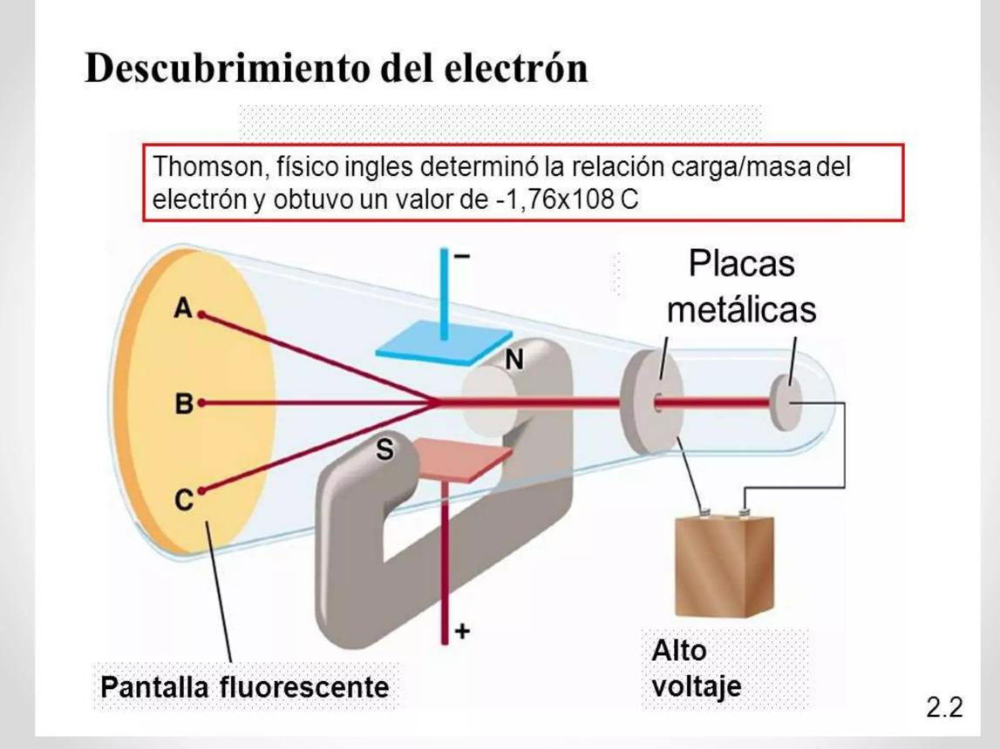 Descubrimiento del electrón
Thomson, físico ingles determinó la relación carga/masa del
electrón y obtuvo un valor de -1,76x108 C
–
Placas
metálicas
A
N
B
S
C
+
Alto
voltaje
Pantalla fluorescente
2.2